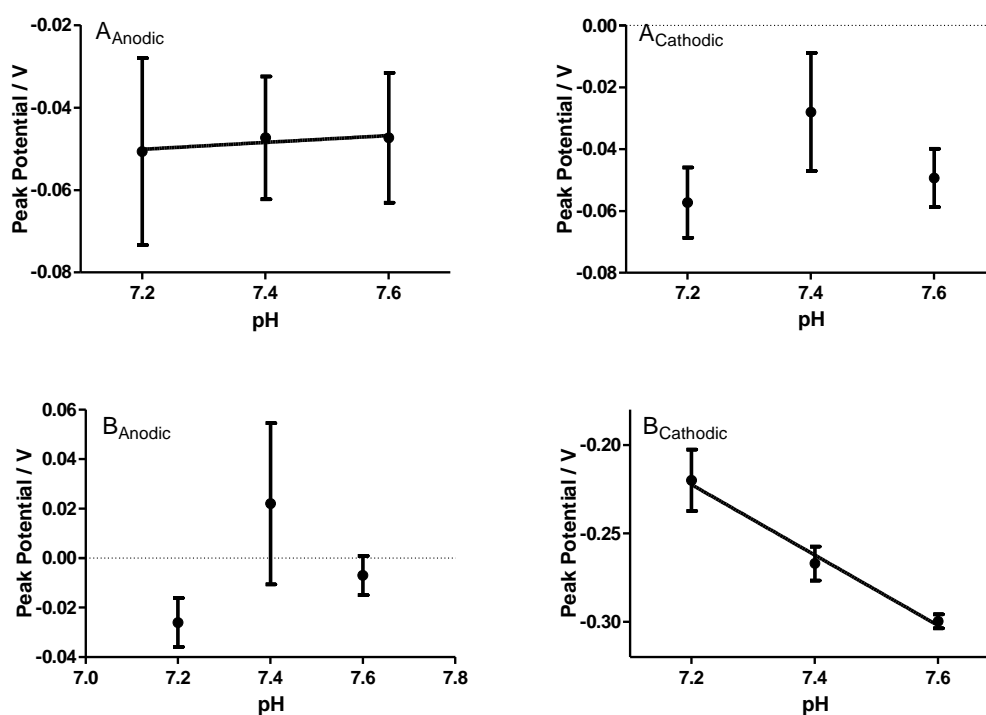 A Anodic
Peak Potential / V
-0.02
-0.04
-0.06
-0.08
7.2 7.4 7.6
pH
A Cathodic
Peak Potential / V
0.00
-0.02
-0.04
-0.06
-0.08
7.2 7.4 7.6
pH
B Anodic
Peak Potential / V
0.06
0.04
0.02
0.00
-0.02
-0.04
7.0 7.2 7.4 7.6 7.8
pH
B Cathodic
Peak Potential / V
-0.20
-0.25
-0.30
7.2 7.4 7.6
pH